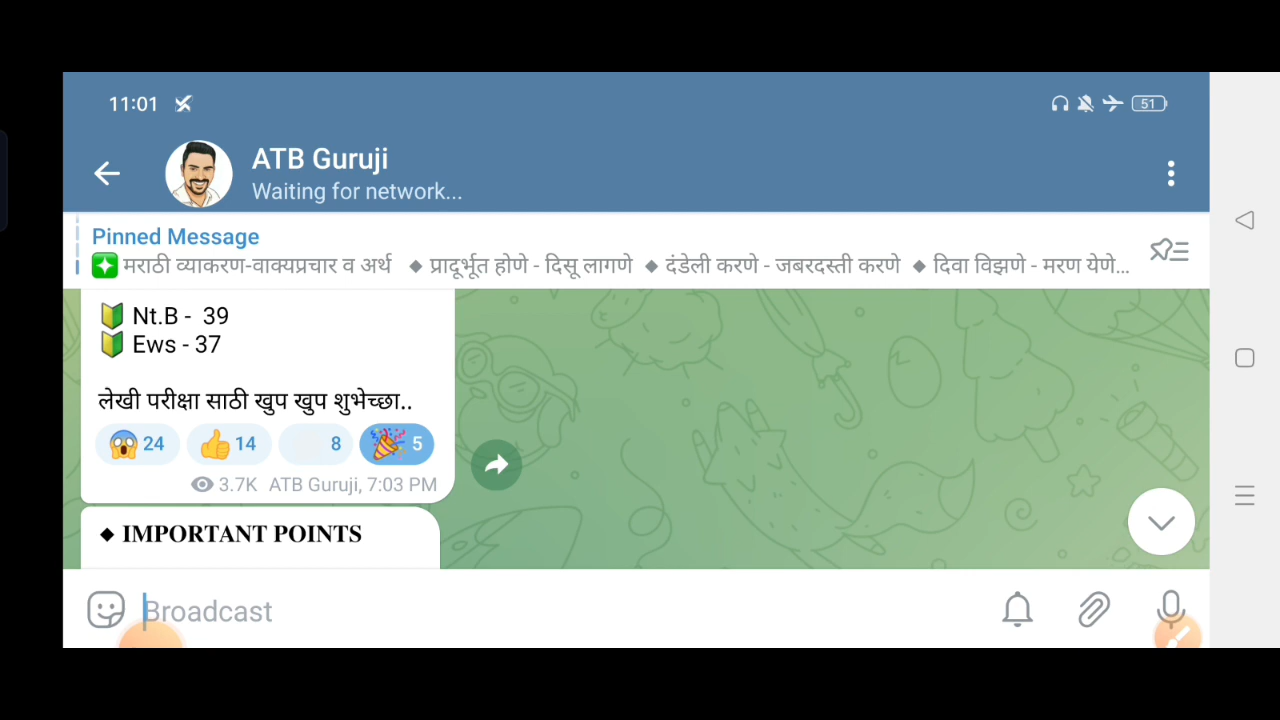 11:01
51
ATB Guruji
Waiting for network...
Pinned Message
मराठी व्याकरण-वाक्यप्रचार व अर्थ ◆ प्रादूर्भूत होणे - दिसू लागणे ◆ दंडेली करणे - जबरदस्ती करणे ◆ दिवा विझणे - मरण येणे...
Nt.B - 39
Ews - 37
लेखी परीक्षा साठी खुप खुप शुभेच्छा..
24 14 8 5
3.7K ATB Guruji, 7:03 PM
◆ IMPORTANT POINTS
Broadcast